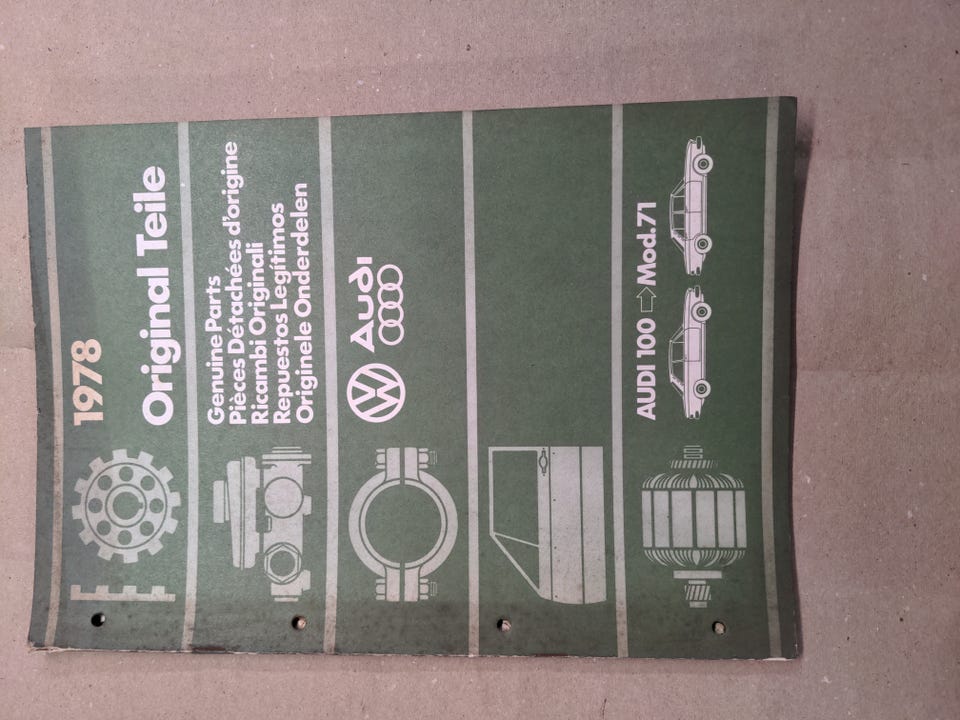 1978
Original Teile
Genuine Parts
Pièces Détachées d'origine
Ricambi Originali
Repuestos Legítimos
Originele Onderdelen
VW Audi
AUDI 100 ⇨ Mod.71